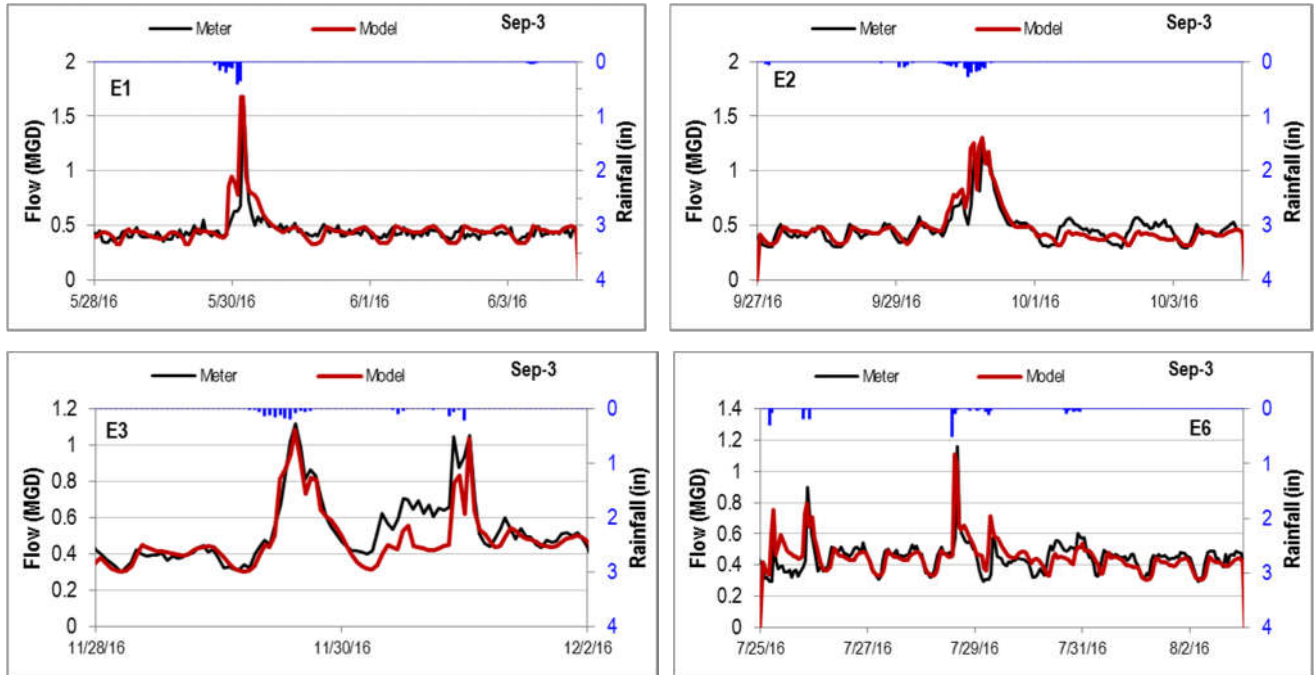 Meter Model Sep-3
E1
Flow (MGD)
2
1.5
1
0.5
0
Rainfall (in)
0
1
2
3
4
5/28/16 5/30/16 6/1/16 6/3/16
Meter Model Sep-3
E2
Flow (MGD)
2
1.5
1
0.5
0
Rainfall (in)
0
1
2
3
4
9/27/16 9/29/16 10/1/16 10/3/16
Meter Model Sep-3
E3
Flow (MGD)
1.2
1
0.8
0.6
0.4
0.2
0
Rainfall (in)
0
1
2
3
4
11/28/16 11/30/16 12/2/16
Meter Model Sep-3
E6
Flow (MGD)
1.4
1.2
1
0.8
0.6
0.4
0.2
0
Rainfall (in)
0
1
2
3
4
7/25/16 7/27/16 7/29/16 7/31/16 8/2/16